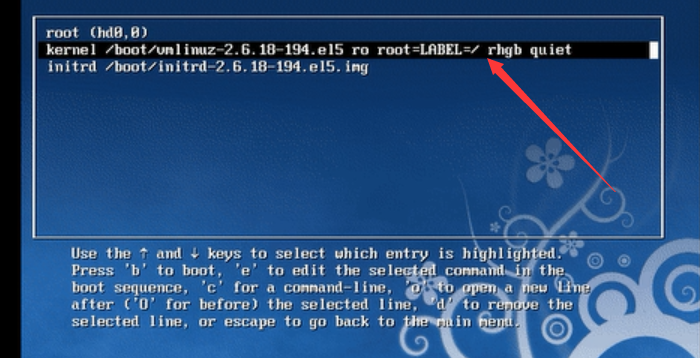 root (hd0,0)
kernel /boot/vmlinuz-2.6.18-194.el5 ro root=LABEL=/ rhgb quiet
initrd /boot/initrd-2.6.18-194.el5.img
Use the ↑ and ↓ keys to select which entry is highlighted.
Press 'b' to boot, 'e' to edit the selected command in the
boot sequence, 'c' for a command-line, 'o' to open a new line
after ('O' for before) the selected line, 'd' to remove the
selected line, or escape to go back to the main menu.